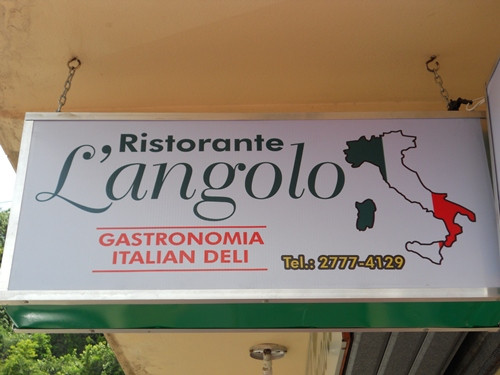 Ristorante
L'angolo
GASTRONOMIA
ITALIAN DELI
Tel.: 2777-4129